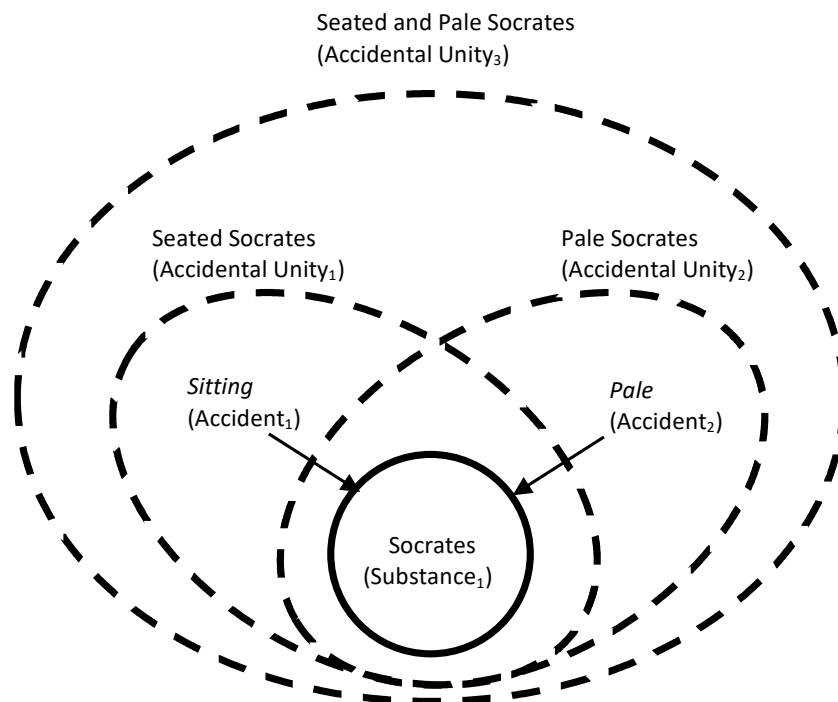 Seated and Pale Socrates
(Accidental Unity₃)
Seated Socrates
(Accidental Unity₁)
Pale Socrates
(Accidental Unity₂)
Sitting
(Accident₁)
Pale
(Accident₂)
Socrates
(Substance₁)